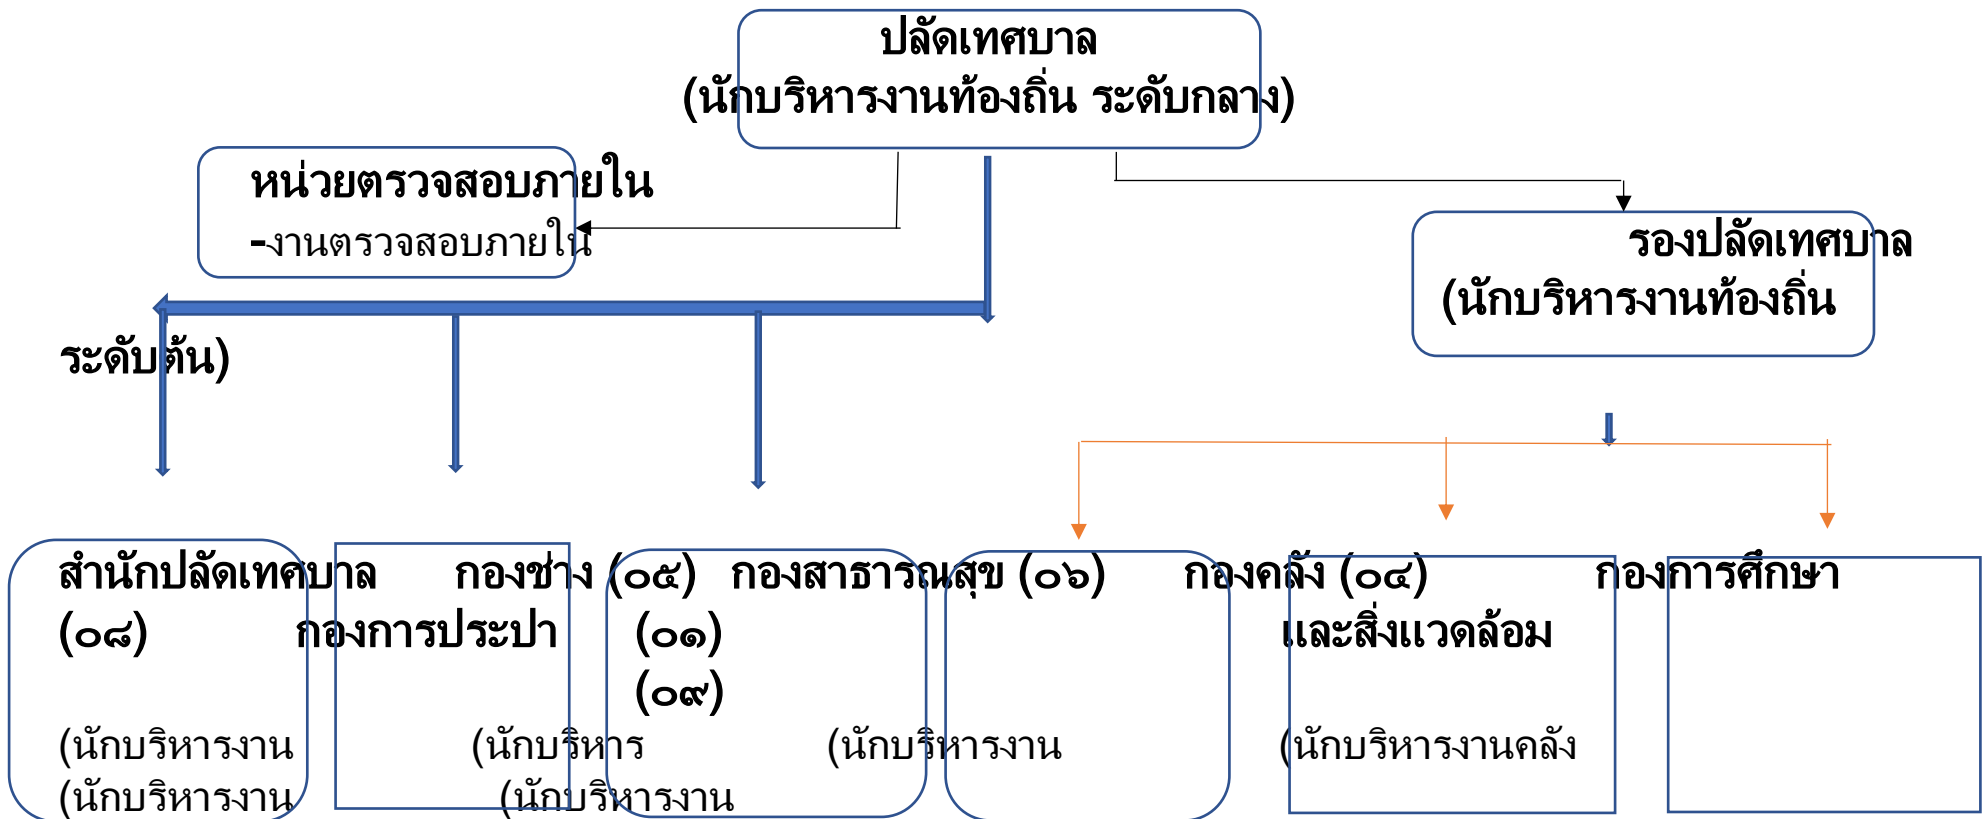 ปลัดเทศบาล
(นักบริหารงานท้องถิ่น ระดับกลาง)
หน่วยตรวจสอบภายใน
-งานตรวจสอบภายใน
รองปลัดเทศบาล
(นักบริหารงานท้องถิ่น
ระดับต้น)
สำนักปลัดเทศบาล กองช่าง (๐๕) กองสาธารณสุข (๐๖) กองคลัง (๐๔) กองการศึกษา
(๐๘) กองการประปา (๐๑) และสิ่งแวดล้อม
(๐๙)
(นักบริหารงาน (นักบริหาร (นักบริหารงาน (นักบริหารงานคลัง
(นักบริหารงาน (นักบริหารงาน